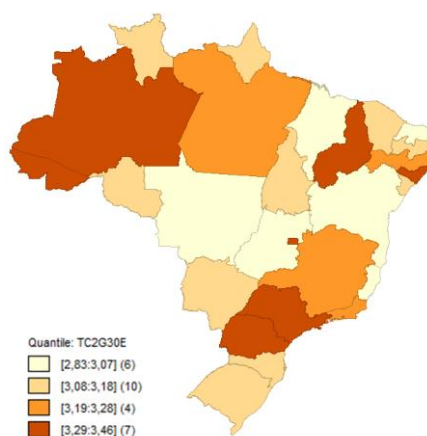 Quantile: TC2G30E
[2,83:3,07] (6)
[3,08:3,18] (10)
[3,19:3,28] (4)
[3,29:3,46] (7)